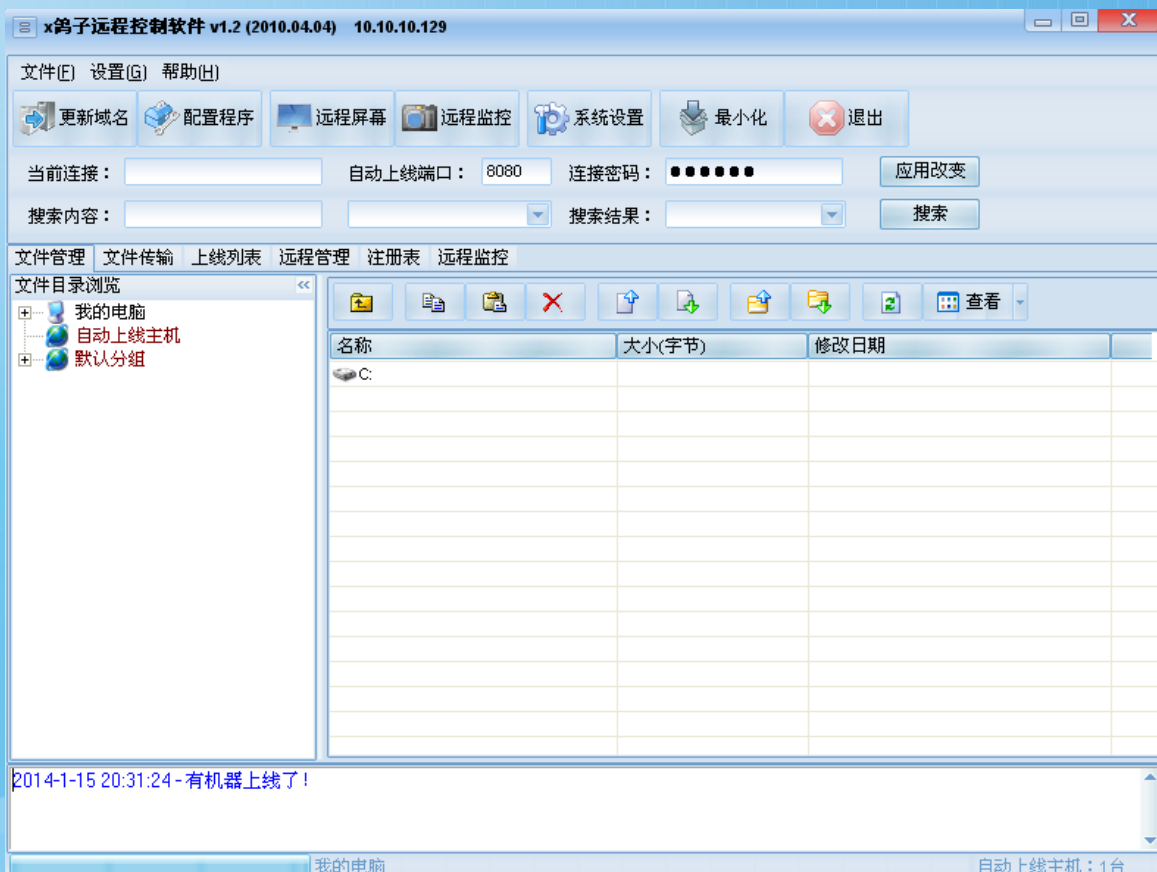 x鸽子远程控制软件 v1.2 (2010.04.04) 10.10.10.129
文件(F) 设置(G) 帮助(H)
更新域名 配置程序 远程屏幕 远程监控 系统设置 最小化 退出
当前连接： 自动上线端口： 8080 连接密码： ●●●●●● 应用改变
搜索内容： 搜索结果： 搜索
文件管理 文件传输 上线列表 远程管理 注册表 远程监控
文件目录浏览
查看
我的电脑
自动上线主机
默认分组
名称 大小(字节) 修改日期
C:
2014-1-15 20:31:24 - 有机器上线了!
我的电脑 自动上线主机：1台